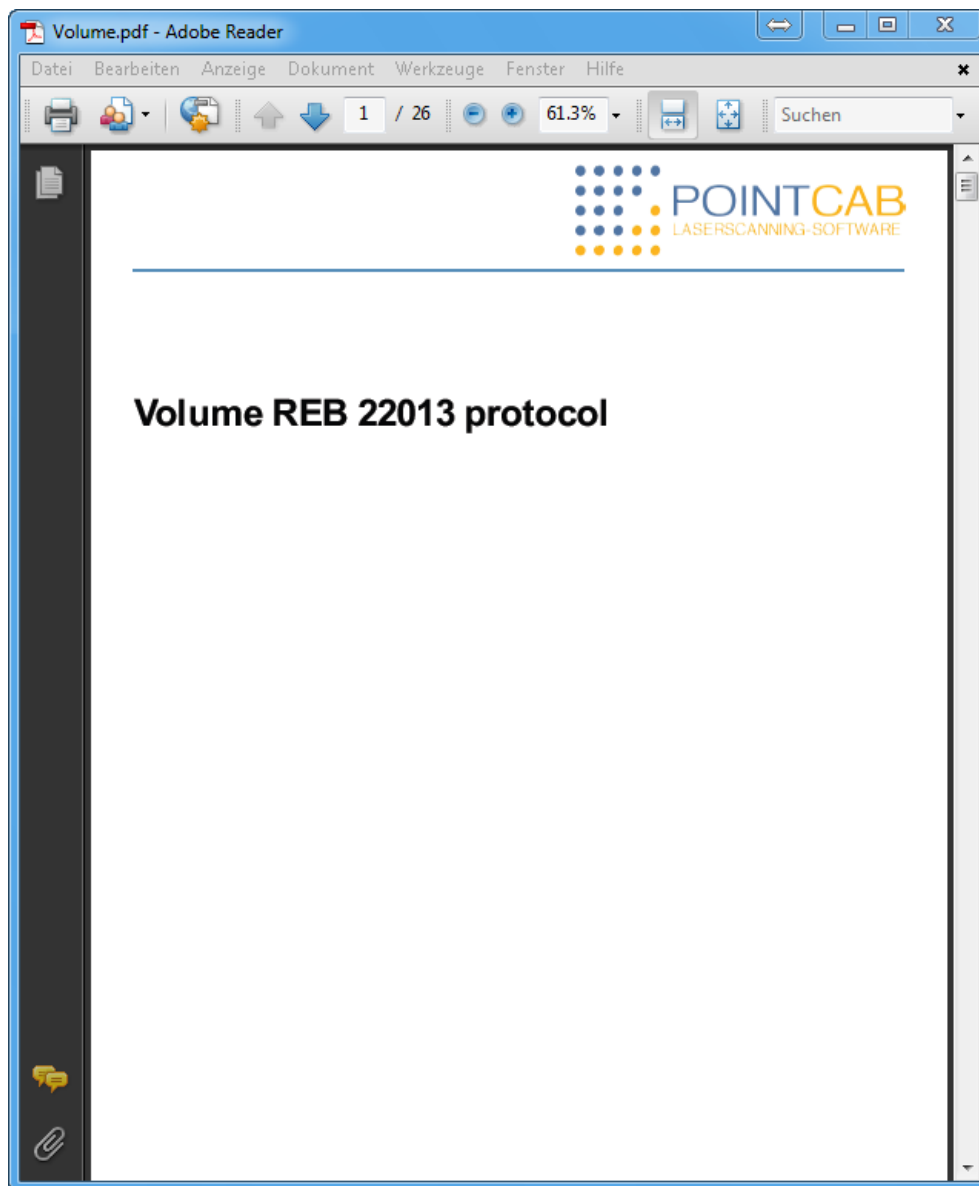 Volume.pdf - Adobe Reader
Datei Bearbeiten Anzeige Dokument Werkzeuge Fenster Hilfe
1 / 26 61.3% Suchen
POINTCAB
LASERSCANNING-SOFTWARE
Volume REB 22013 protocol